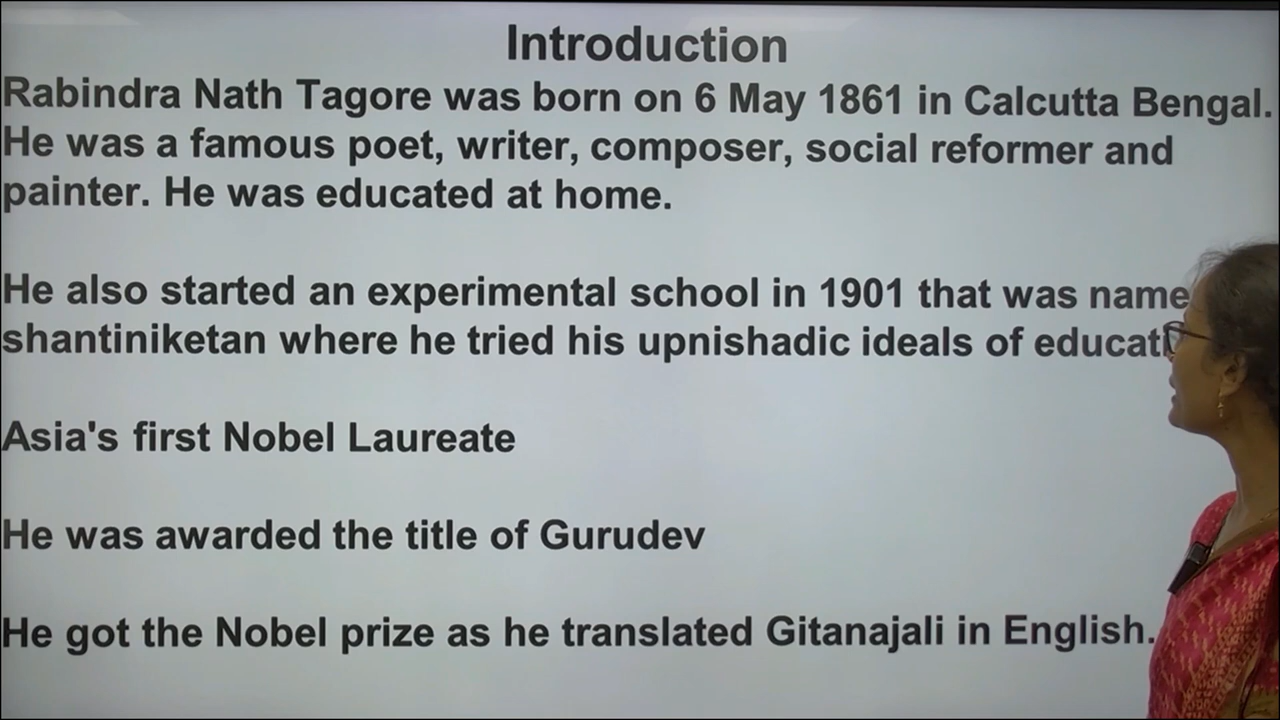 Introduction
Rabindra Nath Tagore was born on 6 May 1861 in Calcutta Bengal.
He was a famous poet, writer, composer, social reformer and
painter. He was educated at home.
He also started an experimental school in 1901 that was name
shantiniketan where he tried his upnishadic ideals of
Asia's first Nobel Laureate
He was awarded the title of Gurudev
He got the Nobel prize as he translated Gitanajali in English.